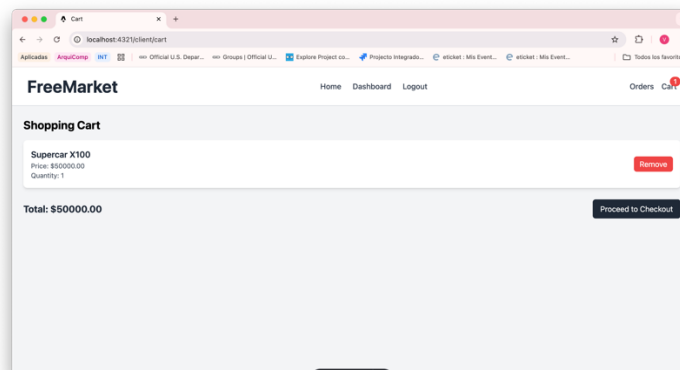 Cart
localhost:4321/client/cart
Aplicadas ArquiComp INT Official U.S. Depar... Groups | Official U... Explore Project co... Projecto Integrado... eticket : Mis Event... eticket : Mis Event... Todos los favorito
FreeMarket Home Dashboard Logout Orders Cart 1
Shopping Cart
Supercar X100
Price: $50000.00
Quantity: 1
Remove
Total: $50000.00
Proceed to Checkout